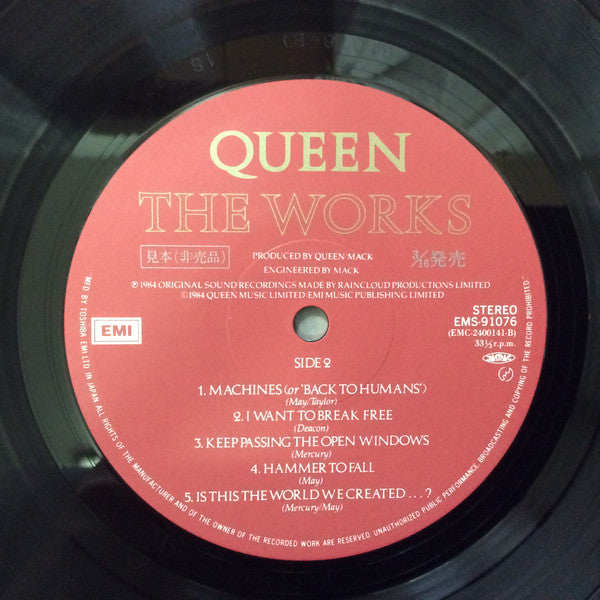 QUEEN
THE WORKS
見本(非売品)
PRODUCED BY QUEEN/MACK
ENGINEERED BY MACK
3/16発売
℗1984 ORIGINAL SOUND RECORDINGS MADE BY RAINCLOUD PRODUCTIONS LIMITED
©1984 QUEEN MUSIC LIMITED/EMI MUSIC PUBLISHING LIMITED
EMI
STEREO
EMS-91076
(EMC-2400141-B)
33⅓ r.p.m.
SIDE 2
1. MACHINES (or 'BACK TO HUMANS')
(May/Taylor)
2. I WANT TO BREAK FREE
(Deacon)
3. KEEP PASSING THE OPEN WINDOWS
(Mercury)
4. HAMMER TO FALL
(May)
5. IS THIS THE WORLD WE CREATED...?
(Mercury/May)
"MF'D BY TOSHIBA EMI LTD IN JAPAN ALL RIGHTS OF THE MANUFACTURER AND OF THE OWNER OF THE RECORDED WORK ARE RESERVED. UNAUTHORIZED PUBLIC PERFORMANCE, BROADCASTING AND COPYING OF THE RECORD PROHIBITED."